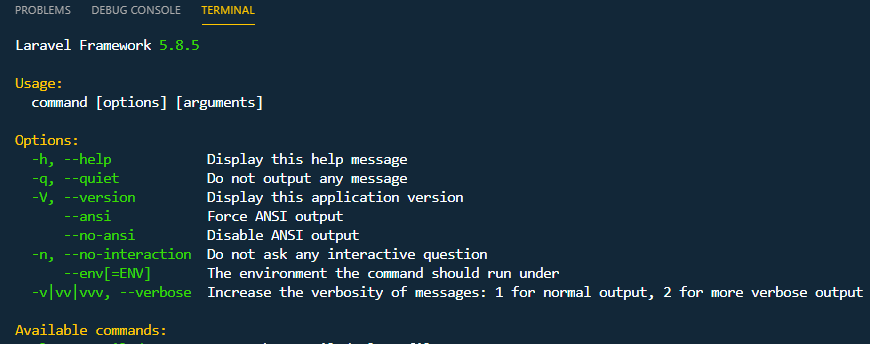 PROBLEMS DEBUG CONSOLE TERMINAL
Laravel Framework 5.8.5
Usage:
command [options] [arguments]
Options:
-h, --help Display this help message
-q, --quiet Do not output any message
-V, --version Display this application version
--ansi Force ANSI output
--no-ansi Disable ANSI output
-n, --no-interaction Do not ask any interactive question
--env[=ENV] The environment the command should run under
-v|vv|vvv, --verbose Increase the verbosity of messages: 1 for normal output, 2 for more verbose output
Available commands: